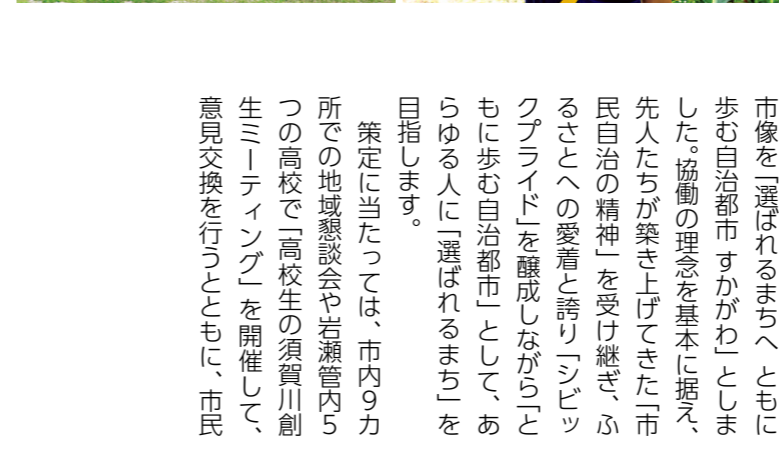 市像を「選ばれるまちへ ともに
歩む自治都市 すかがわ」としま
した。協働の理念を基本に据え、
先人たちが築き上げてきた「市
民自治の精神」を受け継ぎ、ふ
るさとへの愛着と誇り「シビッ
クプライド」を醸成しながら「と
もに歩む自治都市」として、あ
らゆる人に「選ばれるまち」を
目指します。
　策定に当たっては、市内９カ
所での地域懇談会や岩瀬管内５
つの高校で「高校生の須賀川創
生ミーティング」を開催して、
意見交換を行うとともに、市民